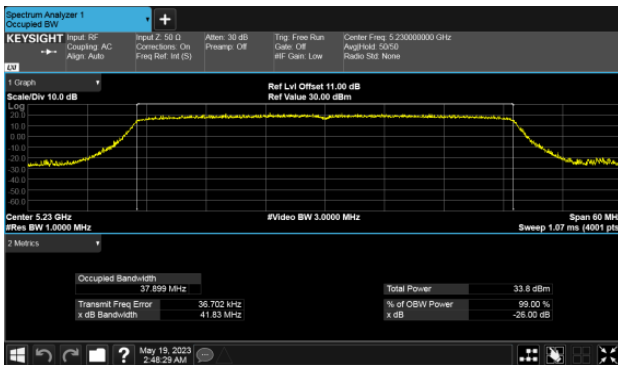 Spectrum Analyzer 1
Occupied BW
KEYSIGHT
Input: RF
Coupling: AC
Align: Auto
Input Z: 50 Ω
Corrections: On
Freq Ref: Int (S)
Atten: 30 dB
Preamp: Off
Trig: Free Run
Gate: Off
#IF Gain: Low
Center Freq: 5.230000000 GHz
Avg|Hold: 50/50
Radio Std: None
LXI
1 Graph
Scale/Div 10.0 dB
Ref Lvl Offset 11.00 dB
Ref Value 30.00 dBm
Log
20.0
10.0
0.00
-10.0
-20.0
-30.0
-40.0
-50.0
-60.0
Center 5.23 GHz
#Video BW 3.0000 MHz
Span 60 MH
#Res BW 1.0000 MHz
Sweep 1.07 ms (4001 pts
2 Metrics
Occupied Bandwidth
37.899 MHz
Total Power 33.8 dBm
Transmit Freq Error 36.702 kHz
% of OBW Power 99.00 %
x dB Bandwidth 41.83 MHz
x dB -26.00 dB
May 19, 2023
2:48:29 AM